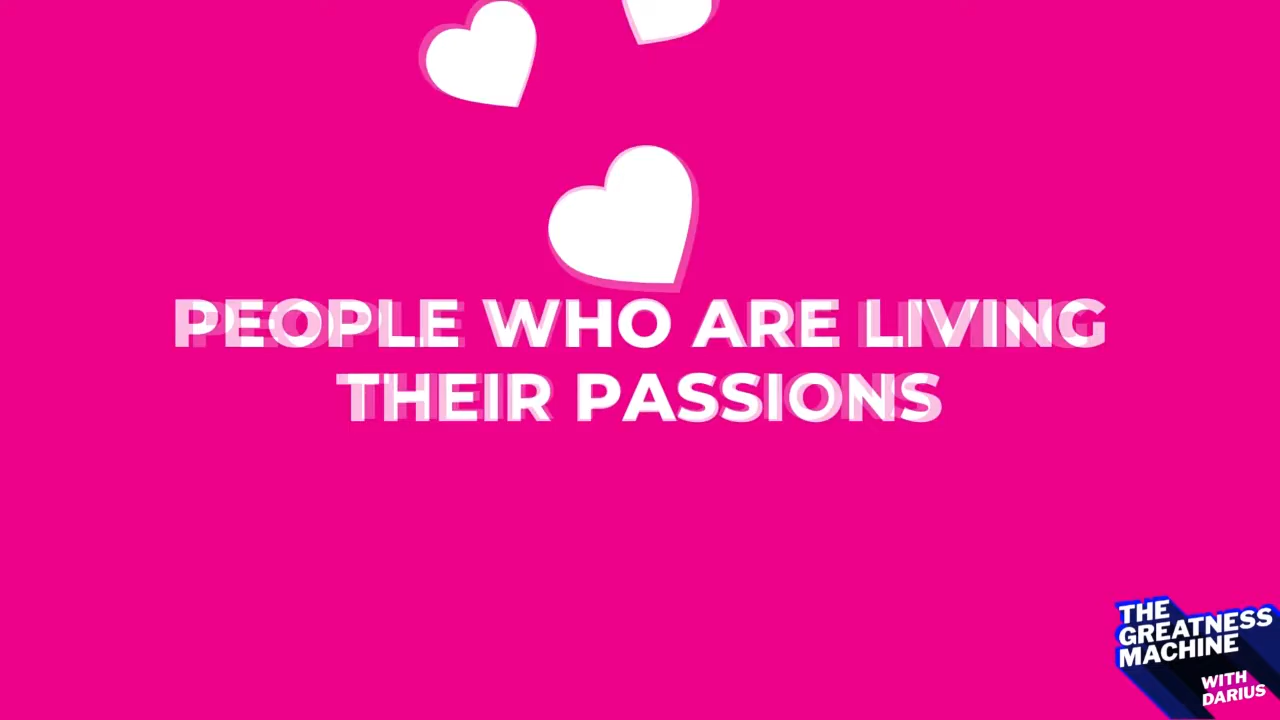 PEOPLE WHO ARE LIVING
THEIR PASSIONS
THE
GREATNESS
MACHINE
WITH
DARIUS